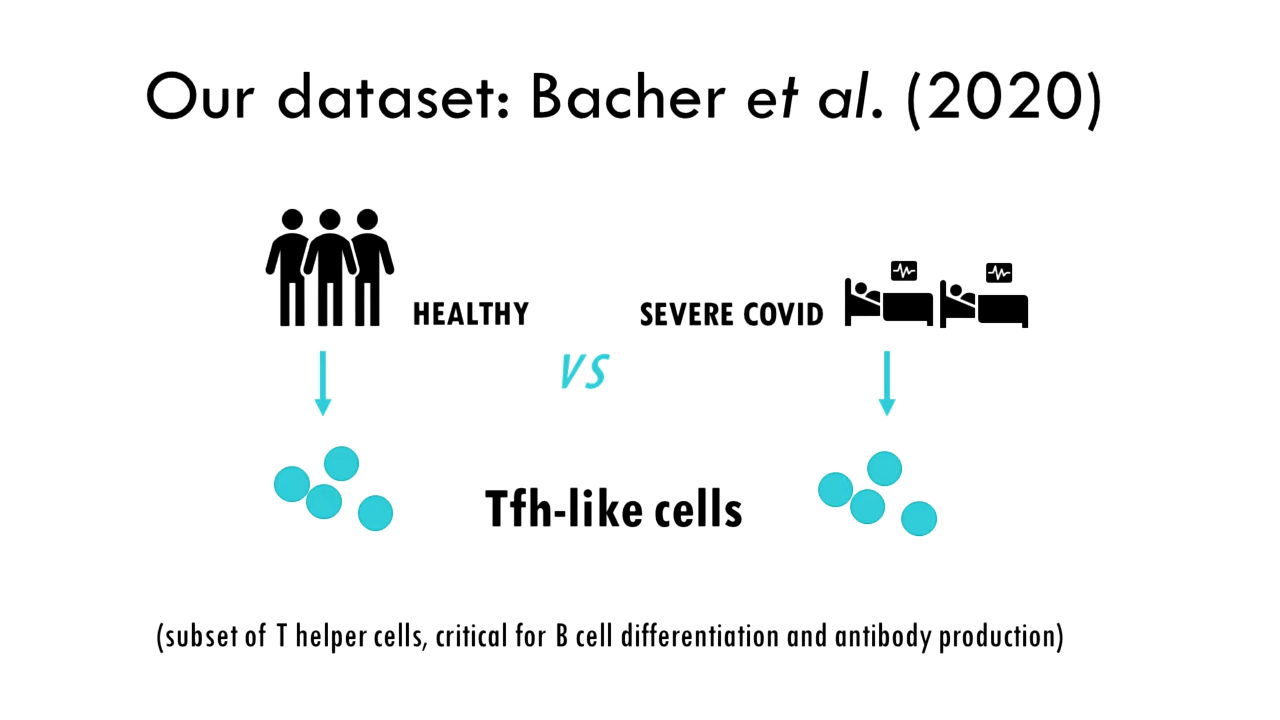 Our dataset: Bacher et al. (2020)
HEALTHY
SEVERE COVID
VS
Tfh-like cells
(subset of T helper cells, critical for B cell differentiation and antibody production)